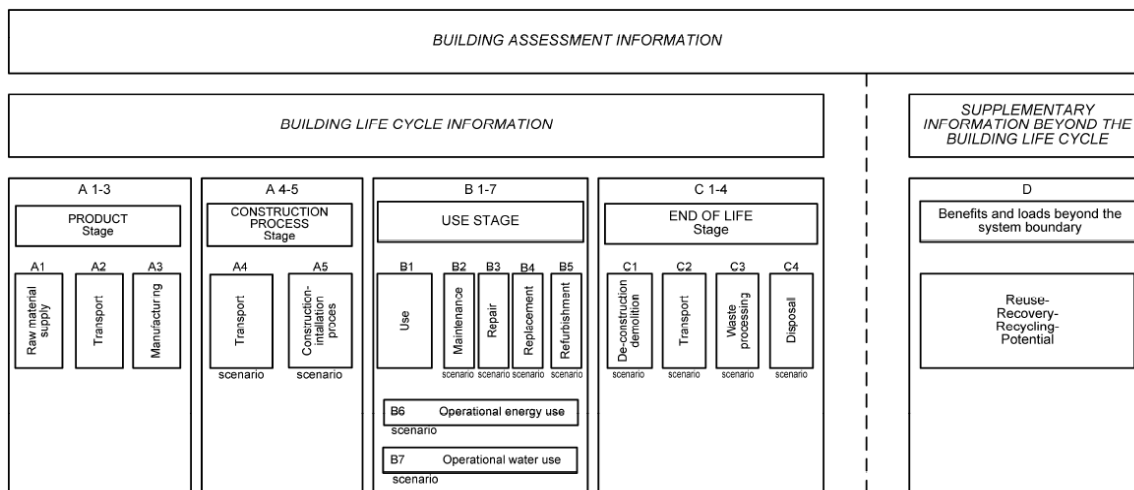 BUILDING ASSESSMENT INFORMATION
BUILDING LIFE CYCLE INFORMATION
SUPPLEMENTARY
INFORMATION BEYOND THE
BUILDING LIFE CYCLE
A 1-3
PRODUCT
Stage
A1
Raw material
supply
A2
Transport
A3
Manufacturing
A 4-5
CONSTRUCTION
PROCESS
Stage
A4
Transport
scenario
A5
Consruction-
intallation
proces
scenario
B 1-7
USE STAGE
B1
Use
B2
Maintenance
scenario
B3
Repair
scenario
B4
Replacement
scenario
B5
Refurbishment
scenario
B6 Operational energy use
scenario
B7 Operational water use
scenario
C 1-4
END OF LIFE
Stage
C1
De-construction
demolition
scenario
C2
Transport
scenario
C3
Waste
processing
scenario
C4
Disposal
scenario
D
Benefits and loads beyond the
system boundary
Reuse-
Recovery-
Recycling-
Potential